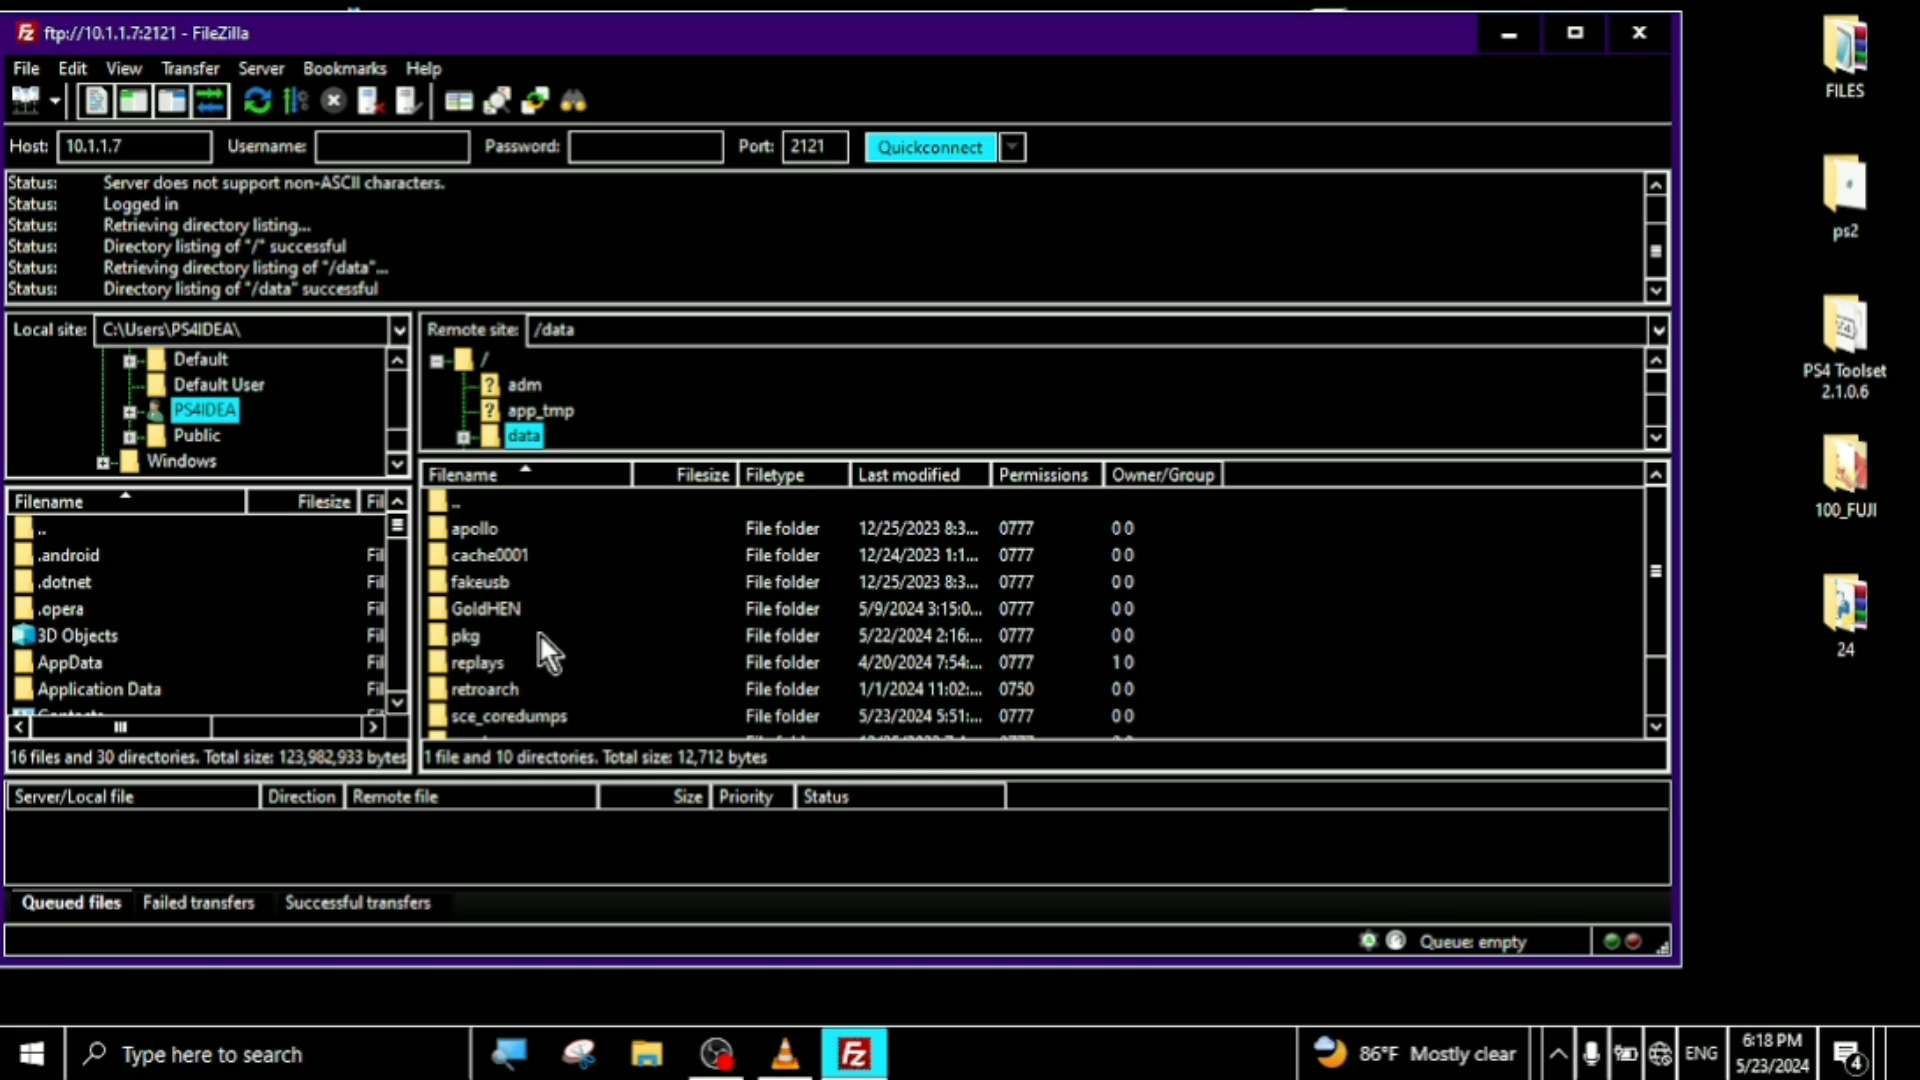 ftp://10.1.1.7:2121 - FileZilla
File Edit View Transfer Server Bookmarks Help
Host: 10.1.1.7 Username: Password: Port: 2121 Quickconnect
Status: Server does not support non-ASCII characters.
Status: Logged in
Status: Retrieving directory listing...
Status: Directory listing of "/" successful
Status: Retrieving directory listing of "/data"...
Status: Directory listing of "/data" successful
Local site: C:\Users\PS4IDEA\
Default
Default User
PS4IDEA
Public
Windows
Remote site: /data
/
? adm
? app_tmp
data
Filename Filesize Fil
..
.android Fil
.dotnet Fil
.opera Fil
3D Objects Fil
AppData Fil
Application Data Fil
16 files and 30 directories. Total size: 123,982,933 bytes
Filename Filesize Filetype Last modified Permissions Owner/Group
..
apollo File folder 12/25/2023 8:3... 0777 0 0
cache0001 File folder 12/24/2023 1:1... 0777 0 0
fakeusb File folder 12/25/2023 8:3... 0777 0 0
GoldHEN File folder 5/9/2024 3:15:0... 0777 0 0
pkg File folder 5/22/2024 2:16:... 0777 0 0
replays File folder 4/20/2024 7:54:... 0777 1 0
retroarch File folder 1/1/2024 11:02:... 0750 0 0
sce_coredumps File folder 5/23/2024 5:51:... 0777 0 0
1 file and 10 directories. Total size: 12,712 bytes
Server/Local file Direction Remote file Size Priority Status
Queued files Failed transfers Successful transfers
Queue: empty
FILES
ps2
PS4 Toolset
2.1.0.6
100_FUJI
24
Type here to search
Fz
86°F Mostly clear
ENG
6:18 PM
5/23/2024
4